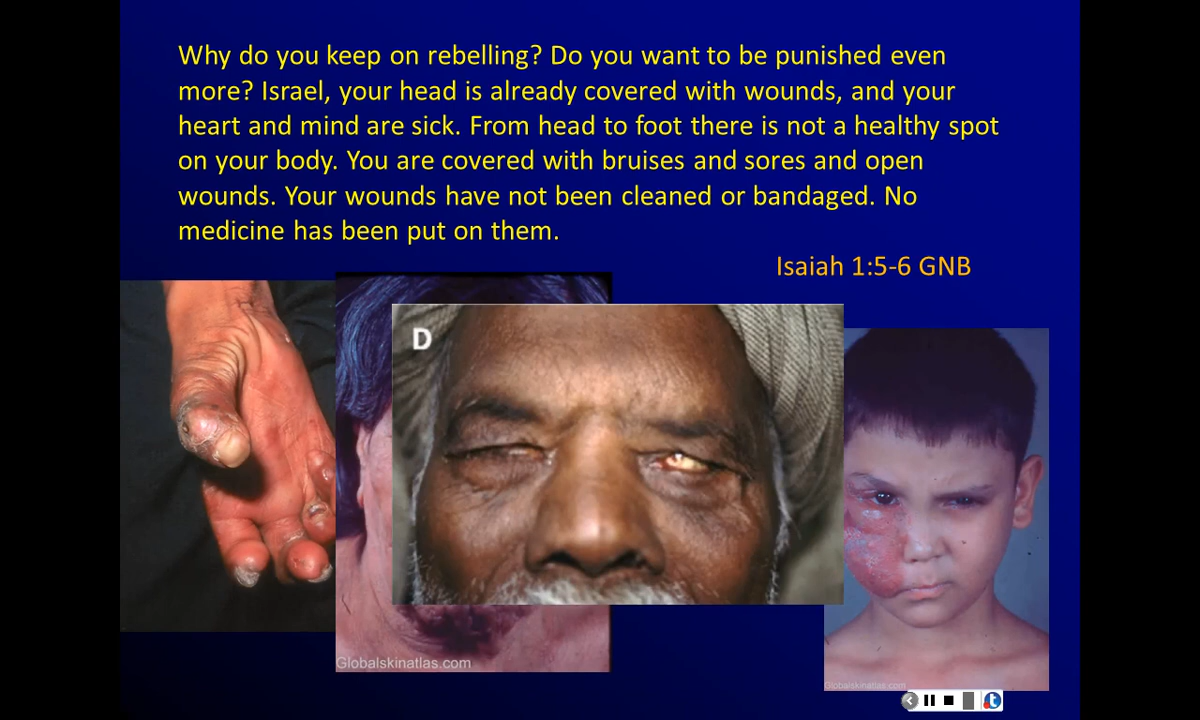 Why do you keep on rebelling? Do you want to be punished even
more? Israel, your head is already covered with wounds, and your
heart and mind are sick. From head to foot there is not a healthy spot
on your body. You are covered with bruises and sores and open
wounds. Your wounds have not been cleaned or bandaged. No
medicine has been put on them.
Isaiah 1:5-6 GNB
D
Globalskinatlas.com
Globalskinatlas.com